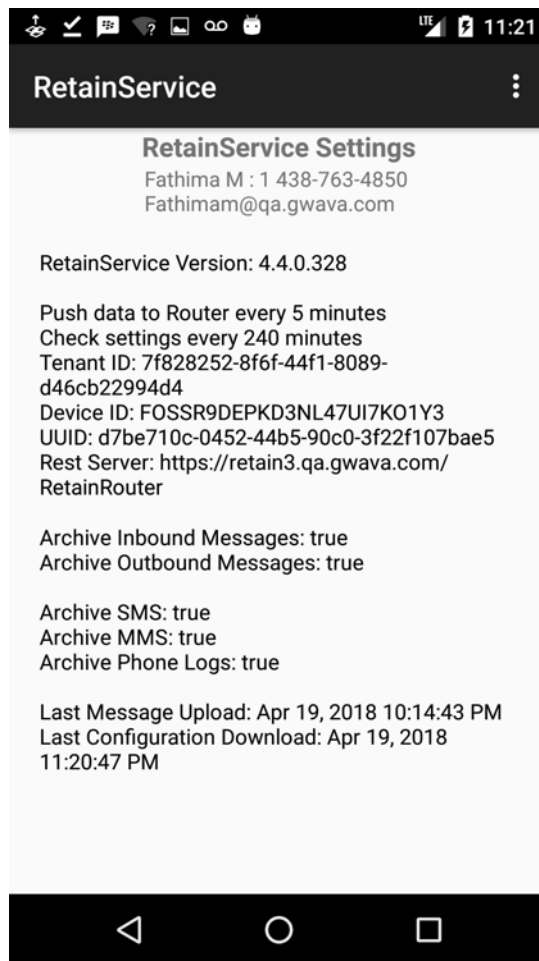 LTE 11:21
RetainService
RetainService Settings
Fathima M : 1 438-763-4850
Fathimam@qa.gwava.com
RetainService Version: 4.4.0.328
Push data to Router every 5 minutes
Check settings every 240 minutes
Tenant ID: 7f828252-8f6f-44f1-8089-
d46cb22994d4
Device ID: FOSSR9DEPKD3NL47UI7KO1Y3
UUID: d7be710c-0452-44b5-90c0-3f22f107bae5
Rest Server: https://retain3.qa.gwava.com/
RetainRouter
Archive Inbound Messages: true
Archive Outbound Messages: true
Archive SMS: true
Archive MMS: true
Archive Phone Logs: true
Last Message Upload: Apr 19, 2018 10:14:43 PM
Last Configuration Download: Apr 19, 2018
11:20:47 PM